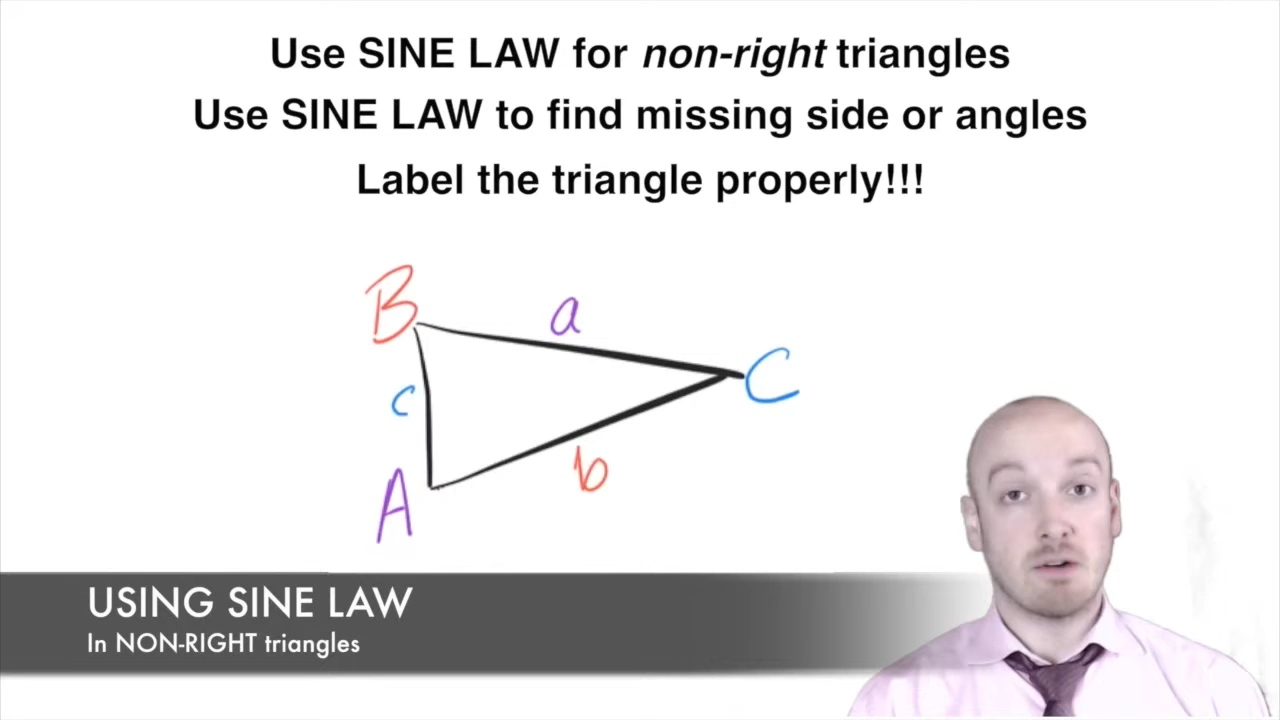 Use SINE LAW for non-right triangles
Use SINE LAW to find missing side or angles
Label the triangle properly!!!
B
a
C
c
b
A
USING SINE LAW
In NON-RIGHT triangles